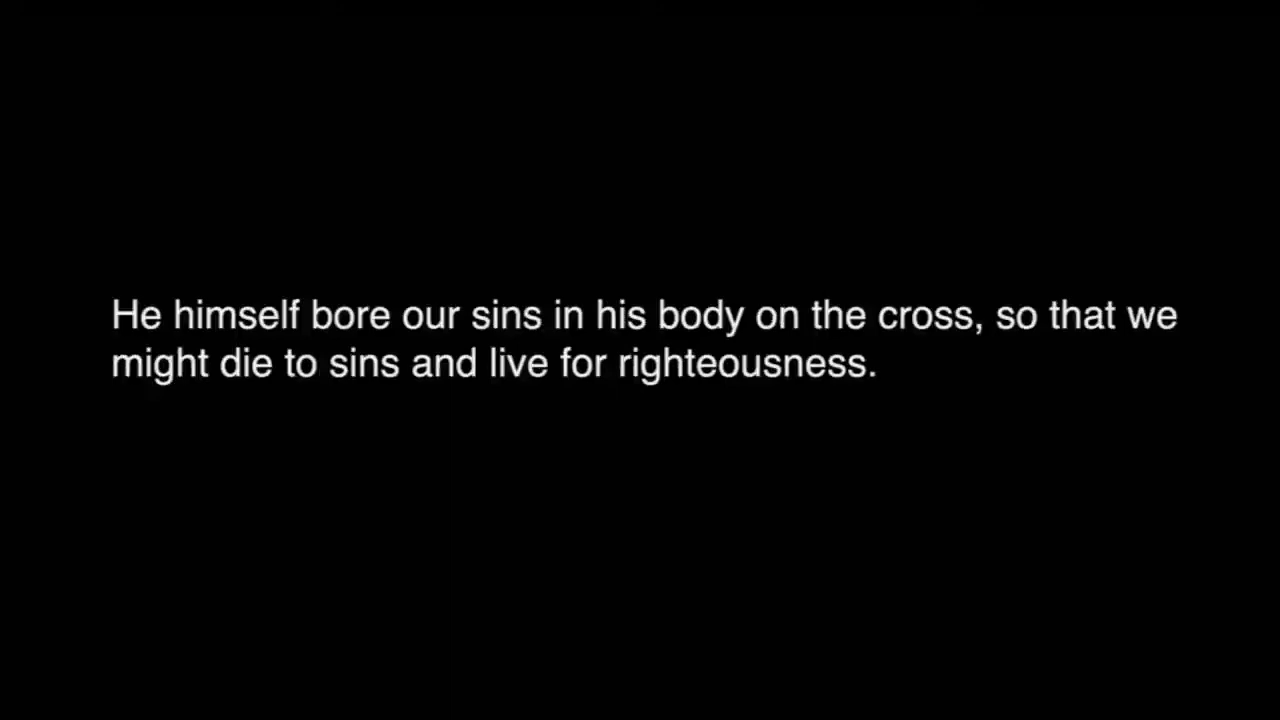 He himself bore our sins in his body on the cross, so that we
might die to sins and live for righteousness.